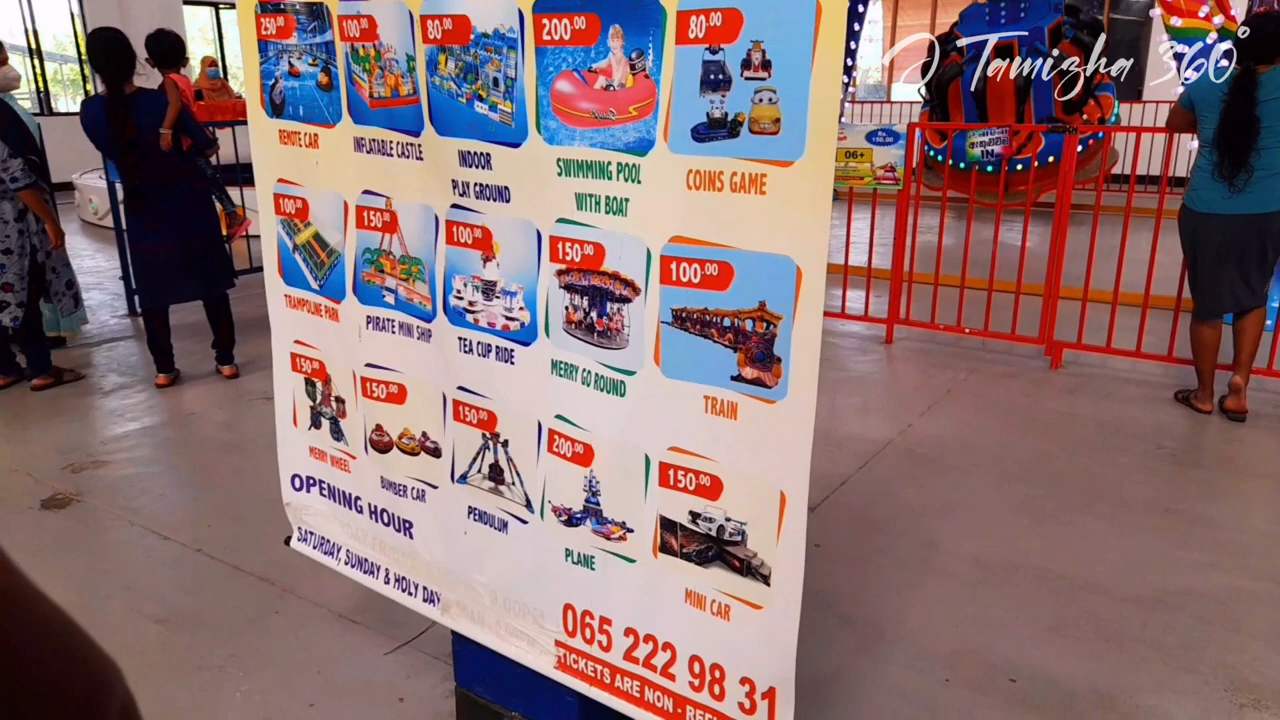 Tamizha 360°
250.00
100.00
80.00
200.00
80.00
REMOTE CAR
INFLATABLE CASTLE
INDOOR
PLAY GROUND
SWIMMING POOL
WITH BOAT
COINS GAME
100.00
150.00
100.00
150.00
100.00
TRAMPOLINE PARK
PIRATE MINI SHIP
TEA CUP RIDE
MERRY GO ROUND
TRAIN
150.00
150.00
150.00
200.00
150.00
MERRY WHEEL
BUMBER CAR
PENDULUM
PLANE
MINI CAR
OPENING HOUR
SATURDAY, SUNDAY & HOLY DAY
9.00PM
065 222 98 31
TICKETS ARE NON -
Rs.
150.00
06+
IN